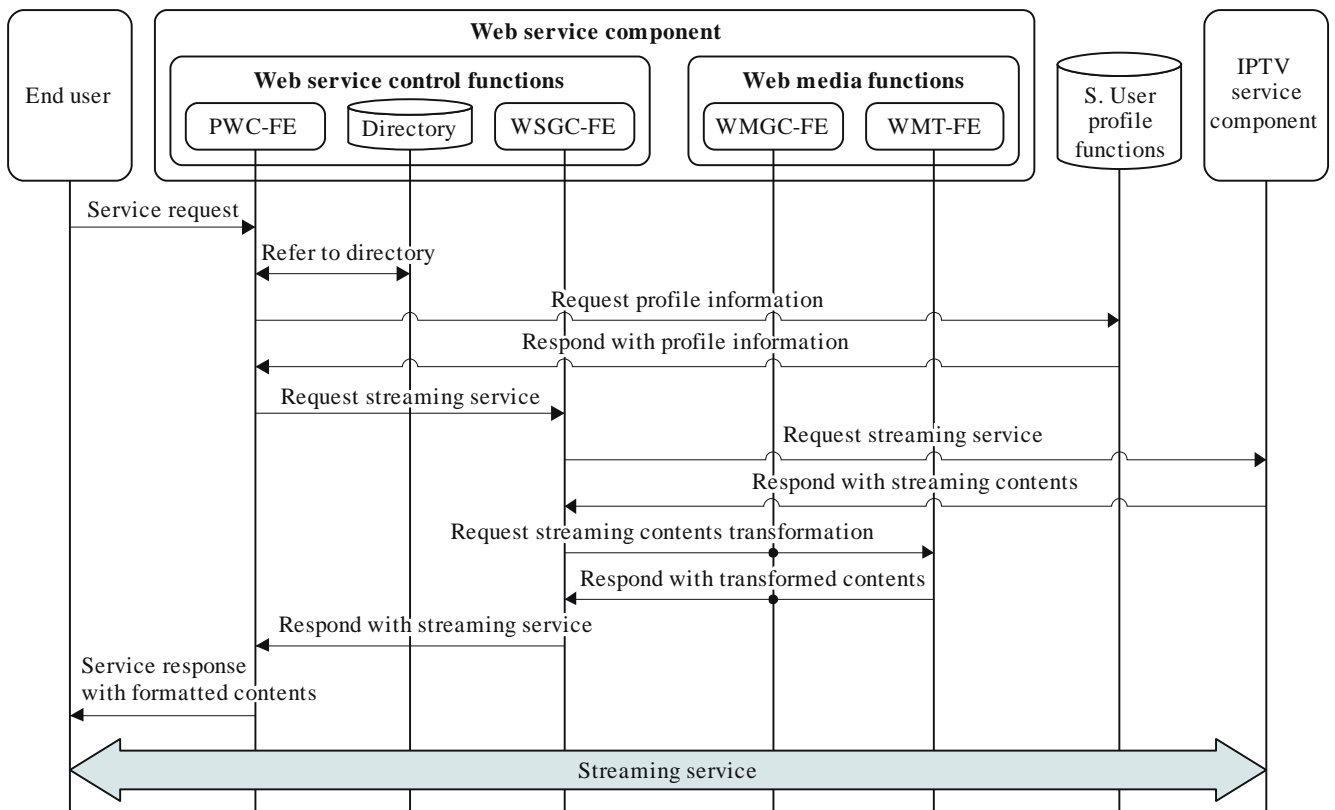 Web service component
Web service control functions
Web media functions
End user
PWC-FE
Directory
WSGC-FE
WMGC-FE
WMT-FE
S. User
profile
functions
IPTV
service
component
Service request
Refer to directory
Request profile information
Respond with profile information
Request streaming service
Request streaming service
Respond with streaming contents
Request streaming contents transformation
Respond with transformed contents
Respond with streaming service
Service response
with formatted contents
Streaming service